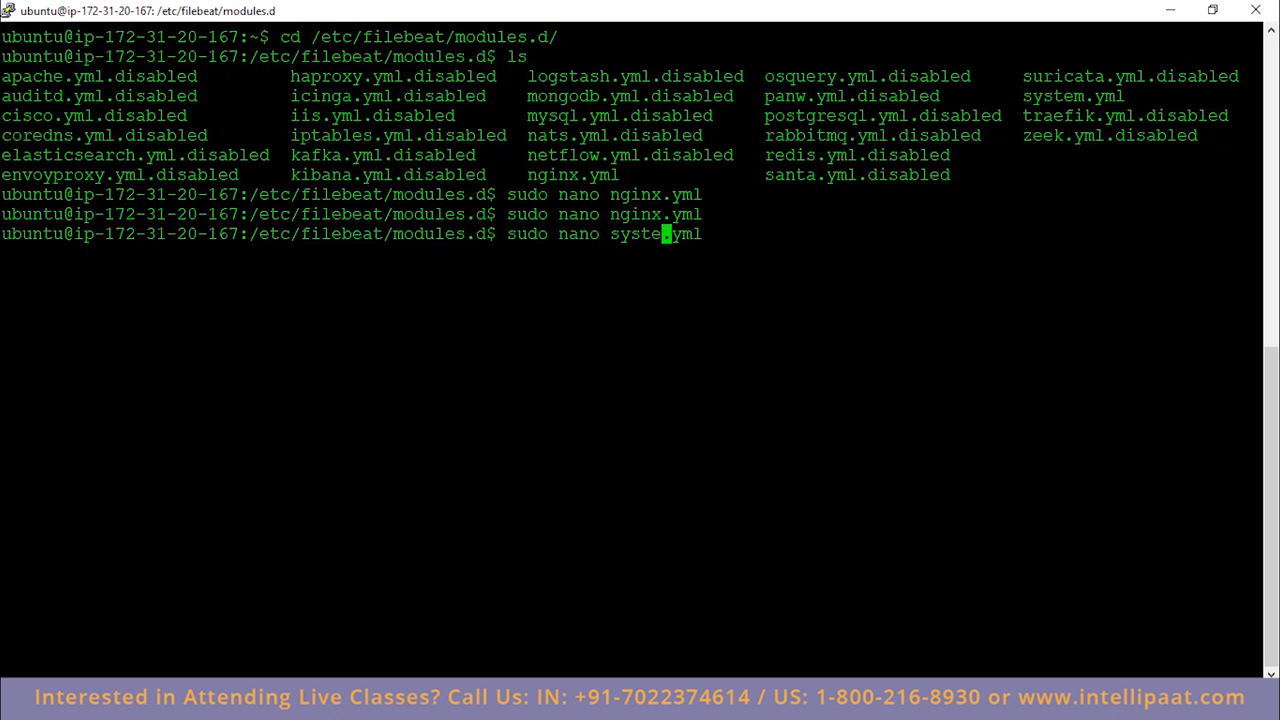 ubuntu@ip-172-31-20-167: /etc/filebeat/modules.d
ubuntu@ip-172-31-20-167:~$ cd /etc/filebeat/modules.d/
ubuntu@ip-172-31-20-167:/etc/filebeat/modules.d$ ls
apache.yml.disabled haproxy.yml.disabled logstash.yml.disabled osquery.yml.disabled suricata.yml.disabled
auditd.yml.disabled icinga.yml.disabled mongodb.yml.disabled panw.yml.disabled system.yml
cisco.yml.disabled iis.yml.disabled mysql.yml.disabled postgresql.yml.disabled traefik.yml.disabled
coredns.yml.disabled iptables.yml.disabled nats.yml.disabled rabbitmq.yml.disabled zeek.yml.disabled
elasticsearch.yml.disabled kafka.yml.disabled netflow.yml.disabled redis.yml.disabled
envoyproxy.yml.disabled kibana.yml.disabled nginx.yml santa.yml.disabled
ubuntu@ip-172-31-20-167:/etc/filebeat/modules.d$ sudo nano nginx.yml
ubuntu@ip-172-31-20-167:/etc/filebeat/modules.d$ sudo nano nginx.yml
ubuntu@ip-172-31-20-167:/etc/filebeat/modules.d$ sudo nano syste.yml
Interested in Attending Live Classes? Call Us: IN: +91-7022374614 / US: 1-800-216-8930 or www.intellipaat.com